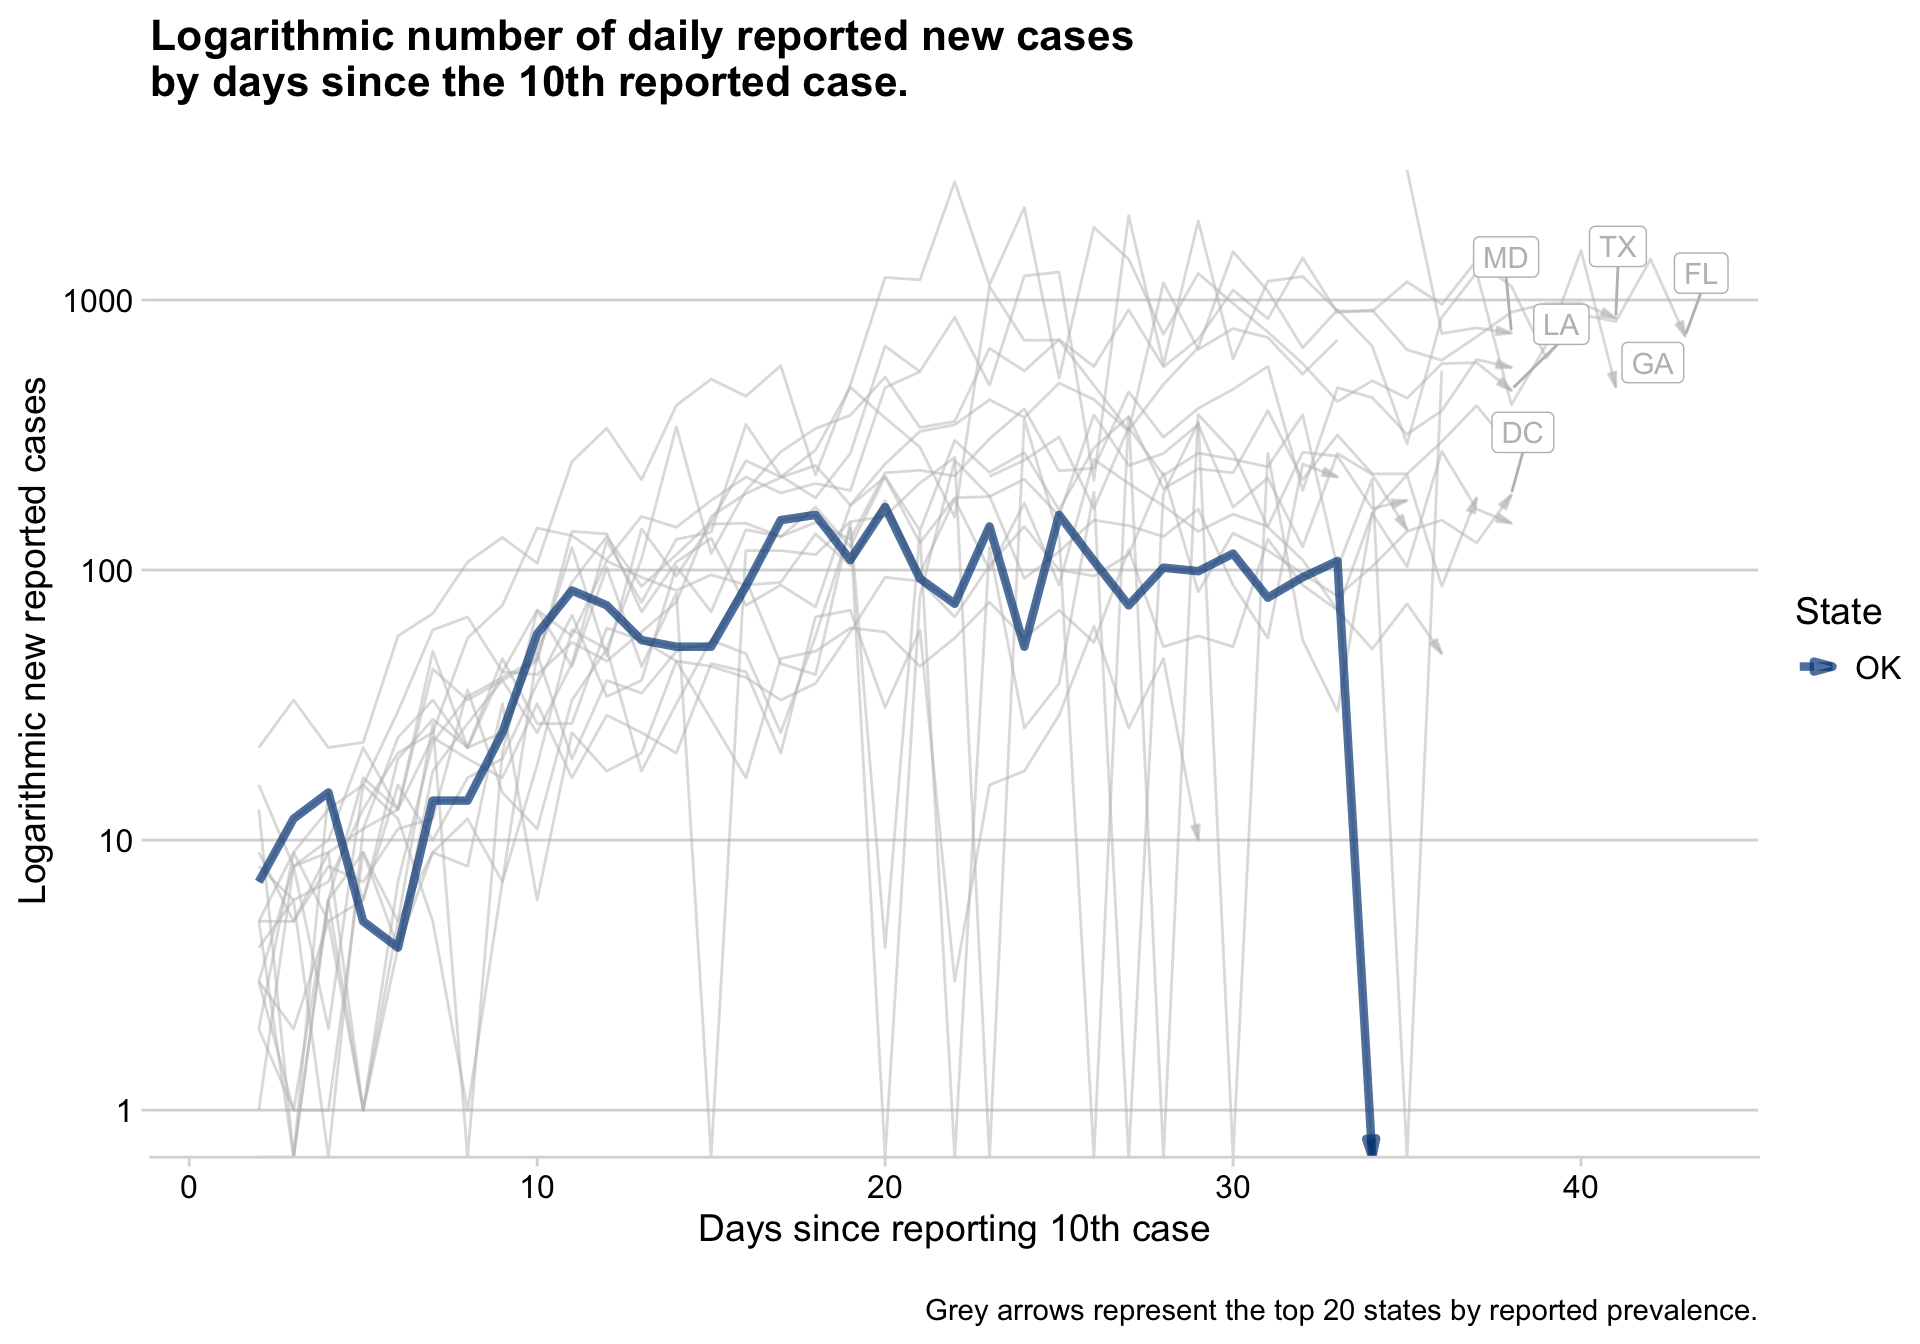 Logarithmic number of daily reported new cases
by days since the 10th reported case.
Logarithmic new reported cases
1000
100
10
1
MD
TX
FL
LA
GA
DC
State
OK
0
10
20
30
40
Days since reporting 10th case
Grey arrows represent the top 20 states by reported prevalence.